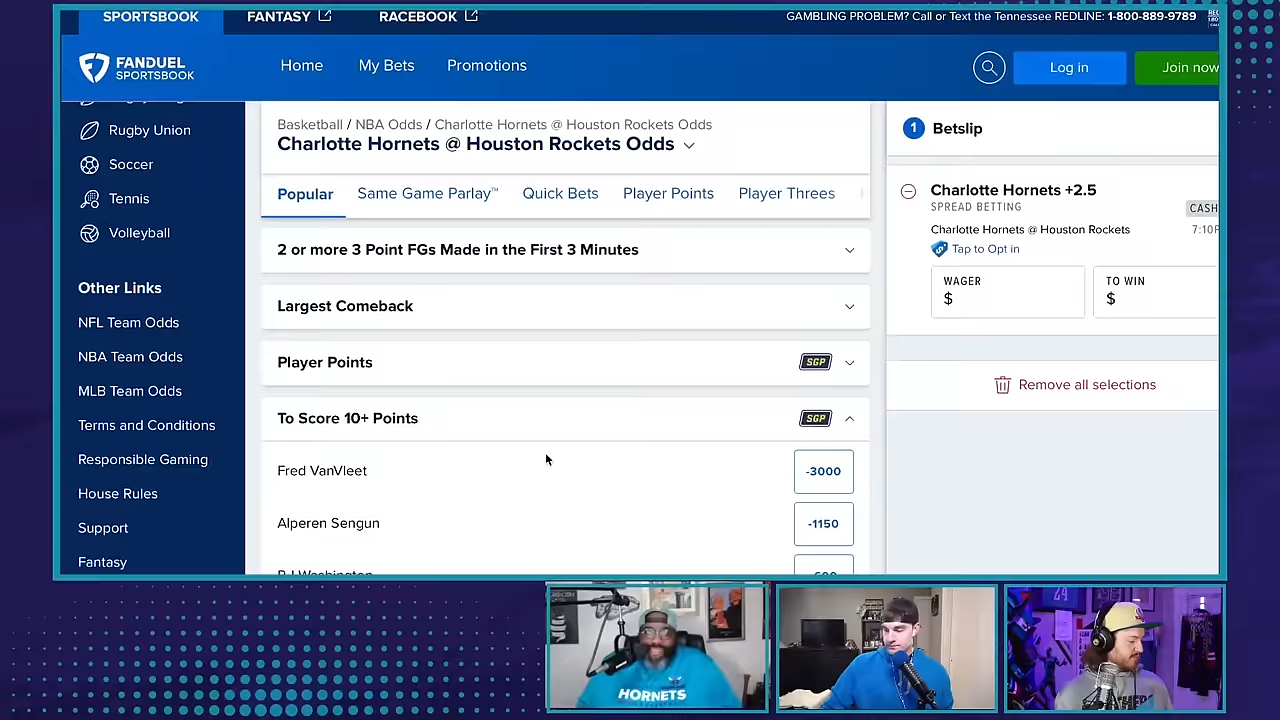 SPORTSBOOK
FANTASY
RACEBOOK
GAMBLING PROBLEM? Call or Text the Tennessee REDLINE: 1-800-889-9789
FANDUEL
SPORTSBOOK
Home
My Bets
Promotions
Log in
Join now
Rugby Union
Soccer
Tennis
Volleyball
Other Links
NFL Team Odds
NBA Team Odds
MLB Team Odds
Terms and Conditions
Responsible Gaming
House Rules
Support
Fantasy
Basketball / NBA Odds / Charlotte Hornets @ Houston Rockets Odds
Charlotte Hornets @ Houston Rockets Odds
Popular
Same Game Parlay™
Quick Bets
Player Points
Player Threes
2 or more 3 Point FGs Made in the First 3 Minutes
Largest Comeback
Player Points
SGP
To Score 10+ Points
SGP
Fred VanVleet
-3000
Alperen Sengun
-1150
1 Betslip
Charlotte Hornets +2.5
SPREAD BETTING
CASH
Charlotte Hornets @ Houston Rockets
7:10P
Tap to Opt in
WAGER
$
TO WIN
$
Remove all selections
HORNETS